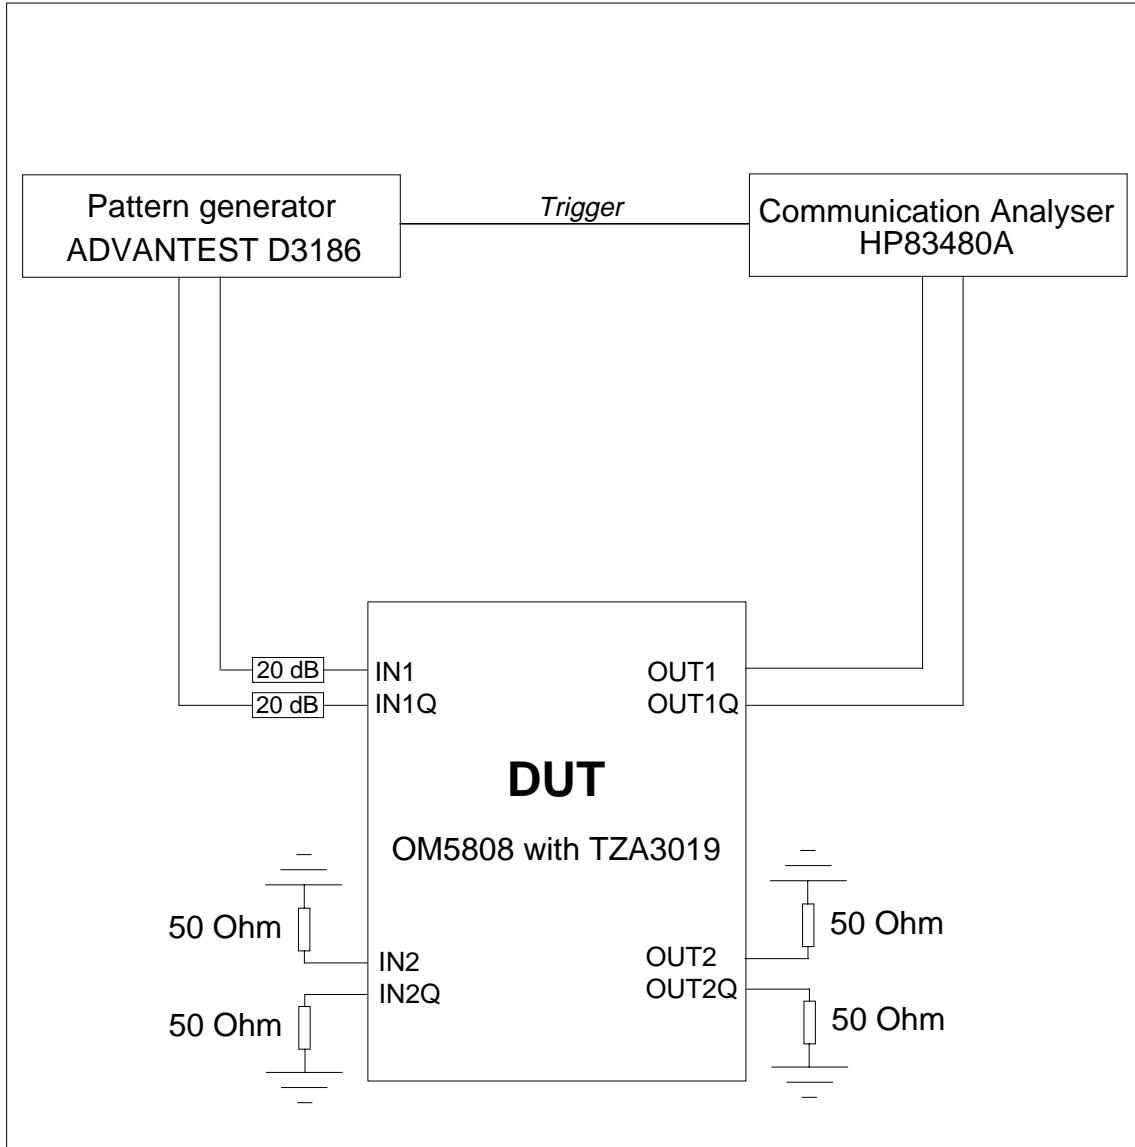 Pattern generator
ADVANTEST D3186
Trigger
Communication Analyser
HP83480A
20 dB
IN1
OUT1
20 dB
IN1Q
OUT1Q
DUT
OM5808 with TZA3019
50 Ohm
50 Ohm
IN2
OUT2
IN2Q
OUT2Q
50 Ohm
50 Ohm